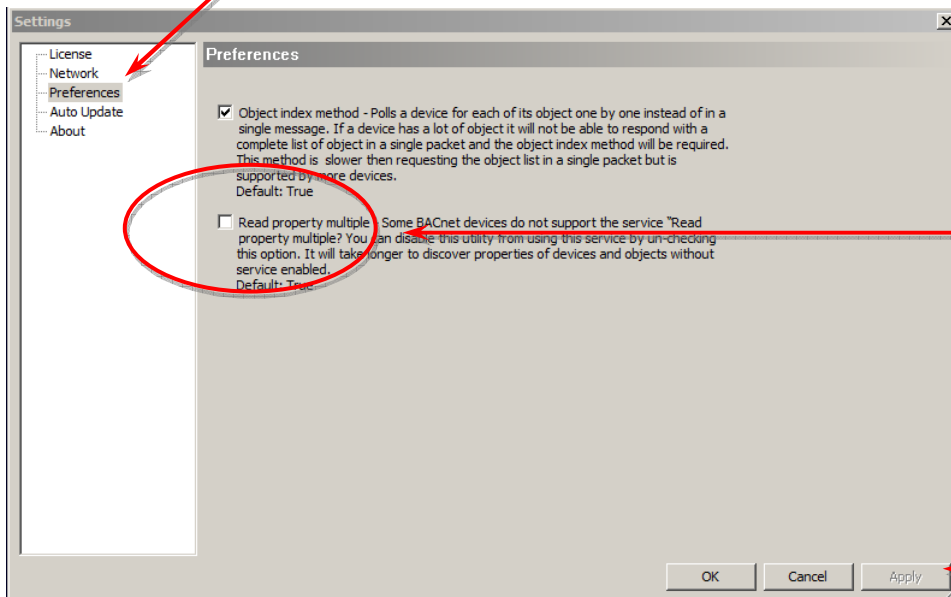 Settings
License
Network
Preferences
Auto Update
About
Preferences
Object index method - Polls a device for each of its object one by one instead of in a
single message. If a device has a lot of object it will not be able to respond with a
complete list of object in a single packet and the object index method will be required.
This method is slower then requesting the object list in a single packet but is
supported by more devices.
Default: True
Read property multiple - Some BACnet devices do not support the service "Read
property multiple? You can disable this utility from using this service by un-checking
this option. It will take longer to discover properties of devices and objects without
service enabled.
Default: True
OK
Cancel
Apply